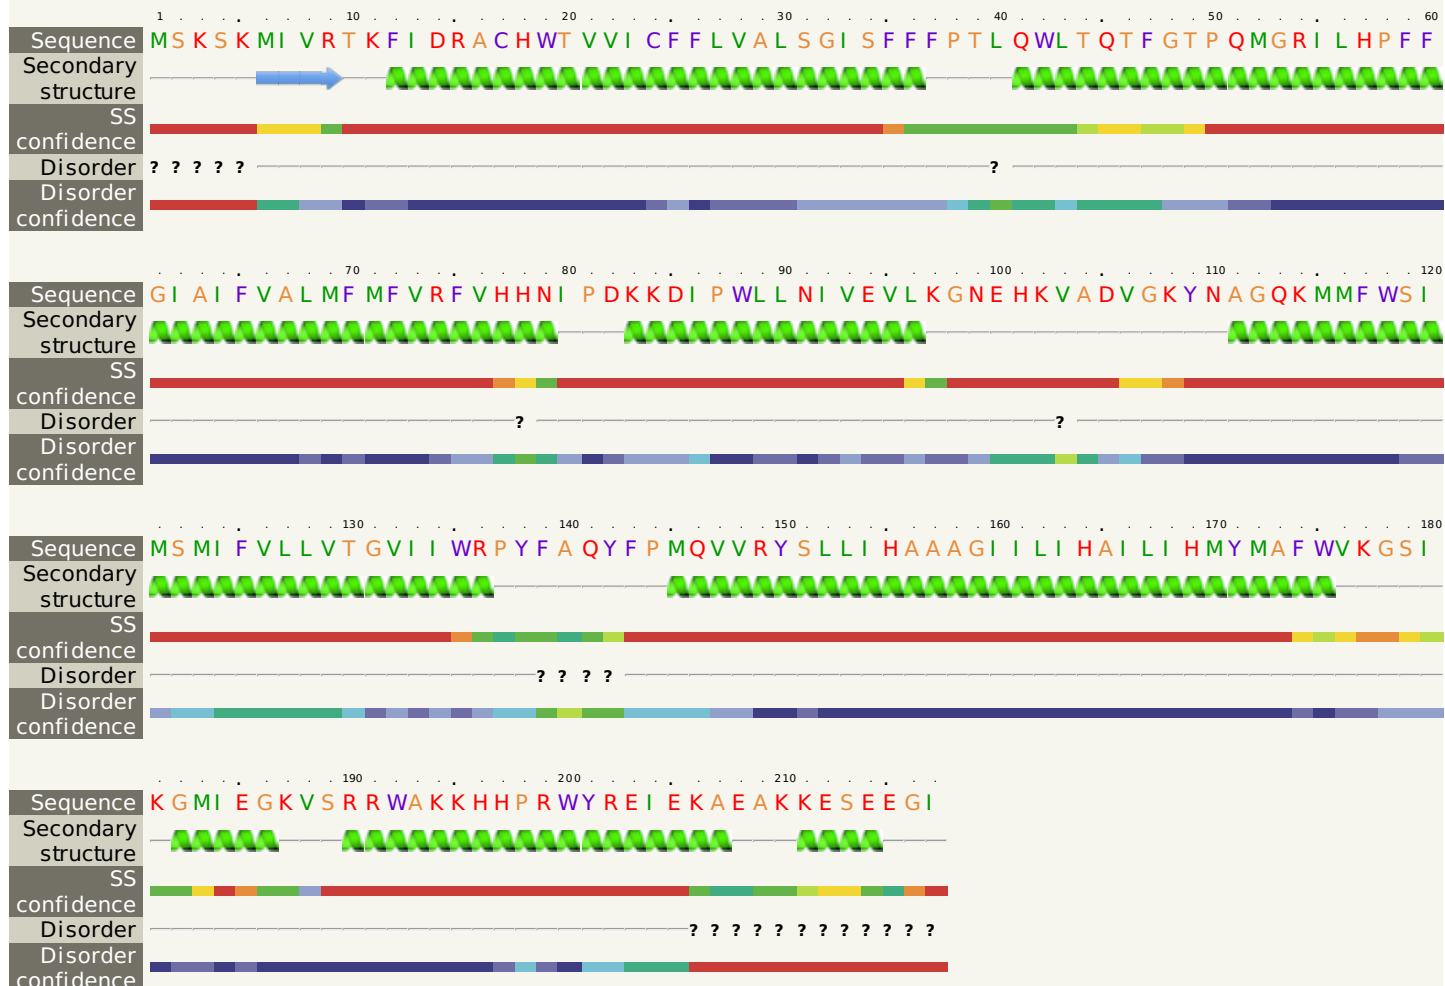 1 10 20 30 40 50 60
Sequence MSKSKMIVRTKFIDRACHWTVVICFFLVALSGISFFFPTLQWLTQTFGTPQMGRILHPFF
Secondary
structure
SS
confidence
Disorder ? ? ? ? ? ?
Disorder
confidence
70 80 90 100 110 120
Sequence GIAIFVALMFMFVRFVHHNIPDKKDIPWLLNIVEVLKGNEHKVADVGKYNAGQKMMFWSI
Secondary
structure
SS
confidence
Disorder ? ?
Disorder
confidence
130 140 150 160 170 180
Sequence MSMIFVLLVTGVIIWRPYFAQYFPMQVVRYSLLIHAAAGIILIHAILIHMYMAFWVKGSI
Secondary
structure
SS
confidence
Disorder ? ? ? ?
Disorder
confidence
190 200 210
Sequence KGMIEGKVSRRWAKKHHPRWYREIEKAEAKKESEEGI
Secondary
structure
SS
confidence
Disorder ? ? ? ? ? ? ? ? ? ? ? ?
Disorder
confidence